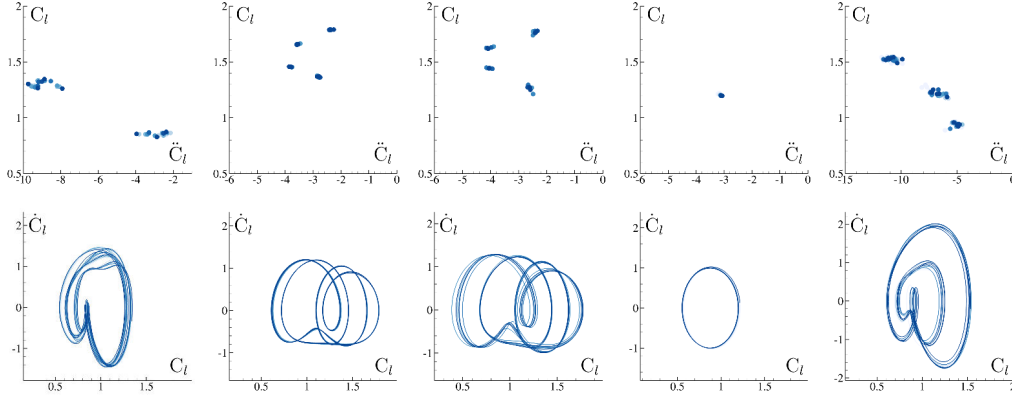 2 2 2 2 2
C_l C_l C_l C_l C_l
1.5 1.5 1.5 1.5 1.5
1 1 1 1 1
C̈_l C̈_l C̈_l C̈_l C̈_l
0.5 0.5 0.5 0.5 0.5
-10 -8 -6 -4 -2 -6 -5 -4 -3 -2 -1 0 -6 -5 -4 -3 -2 -1 0 -6 -5 -4 -3 -2 -1 0 -15 -10 -5 0
Ċ_l Ċ_l Ċ_l Ċ_l Ċ_l
2 2 2 2 2
1 1 1 1 1
0 0 0 0 0
-1 -1 -1 -1 -1
C_l C_l C_l C_l C_l
-2
0.5 1 1.5 0.5 1 1.5 0.5 1 1.5 0.5 1 1.5 0.5 1 1.5 2